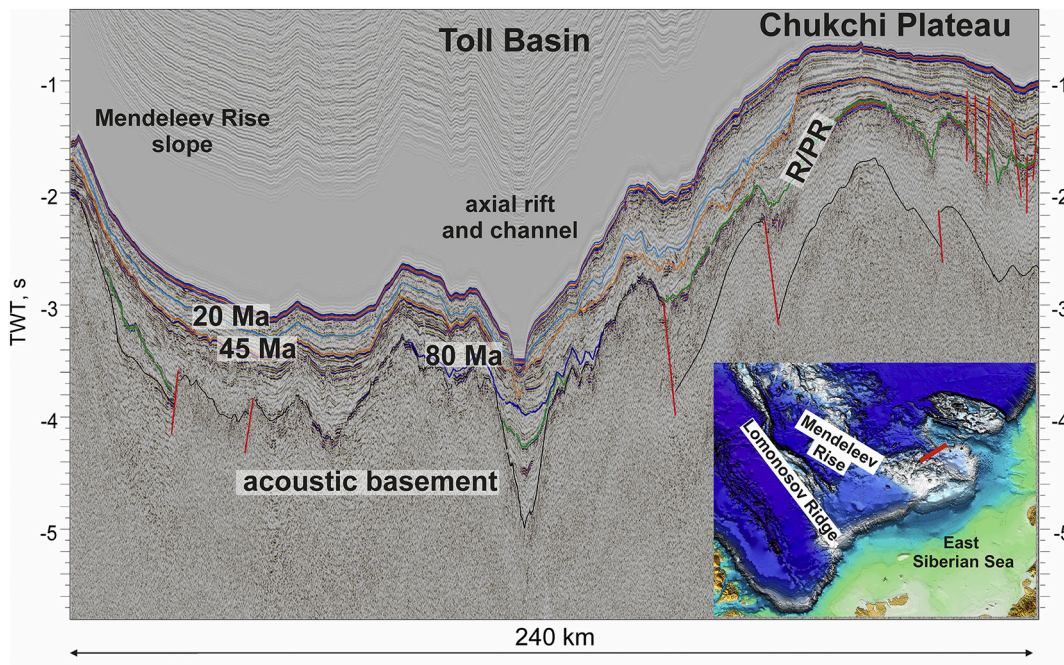 Toll Basin
Chukchi Plateau
Mendeleev Rise
slope
axial rift
and channel
R/PR
20 Ma
45 Ma
80 Ma
acoustic basement
TWT, s
-1
-2
-3
-4
-5
-1
-2
-3
-4
-5
Lomonosov Ridge
Mendeleev
Rise
East
Siberian Sea
240 km